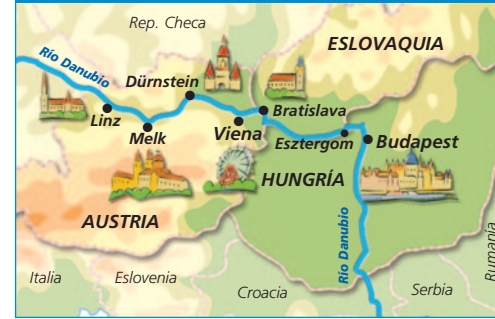 Rep. Checa
ESLOVAQUIA
Río Danubio
Dürnstein
Linz
Melk
Viena
Bratislava
Esztergom
Budapest
HUNGRÍA
AUSTRIA
Río Danubio
Italia
Eslovenia
Croacia
Serbia
Rumanía